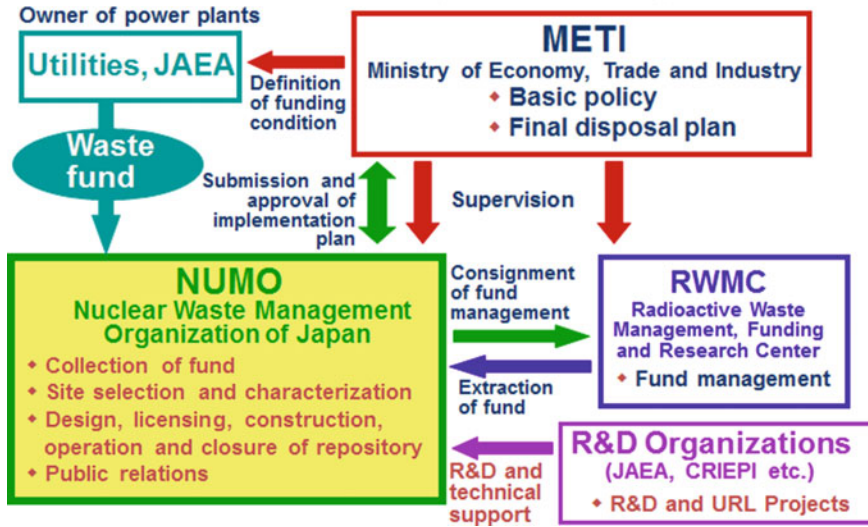 Owner of power plants
Utilities, JAEA
Waste
fund
Definition
of funding
condition
METI
Ministry of Economy, Trade and Industry
Basic policy
Final disposal plan
Submission and
approval of
implementation
plan
Supervision
NUMO
Nuclear Waste Management
Organization of Japan
Collection of fund
Site selection and characterization
Design, licensing, construction,
operation and closure of repository
Public relations
Consignment
of fund
management
Extraction
of fund
RWMC
Radioactive Waste
Management, Funding
and Research Center
Fund management
R&D and
technical
support
R&D Organizations
(JAEA, CRIEPI etc.)
R&D and URL Projects